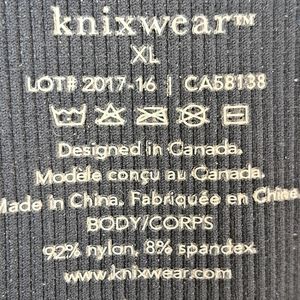 knixwear™
XL
LOT# 2017-16 | CA58138
Designed in Canada.
Modèle conçu au Canada.
Made in China. Fabriquée en Chine
BODY/CORPS
92% nylon, 8% spandex
www.knixwear.com